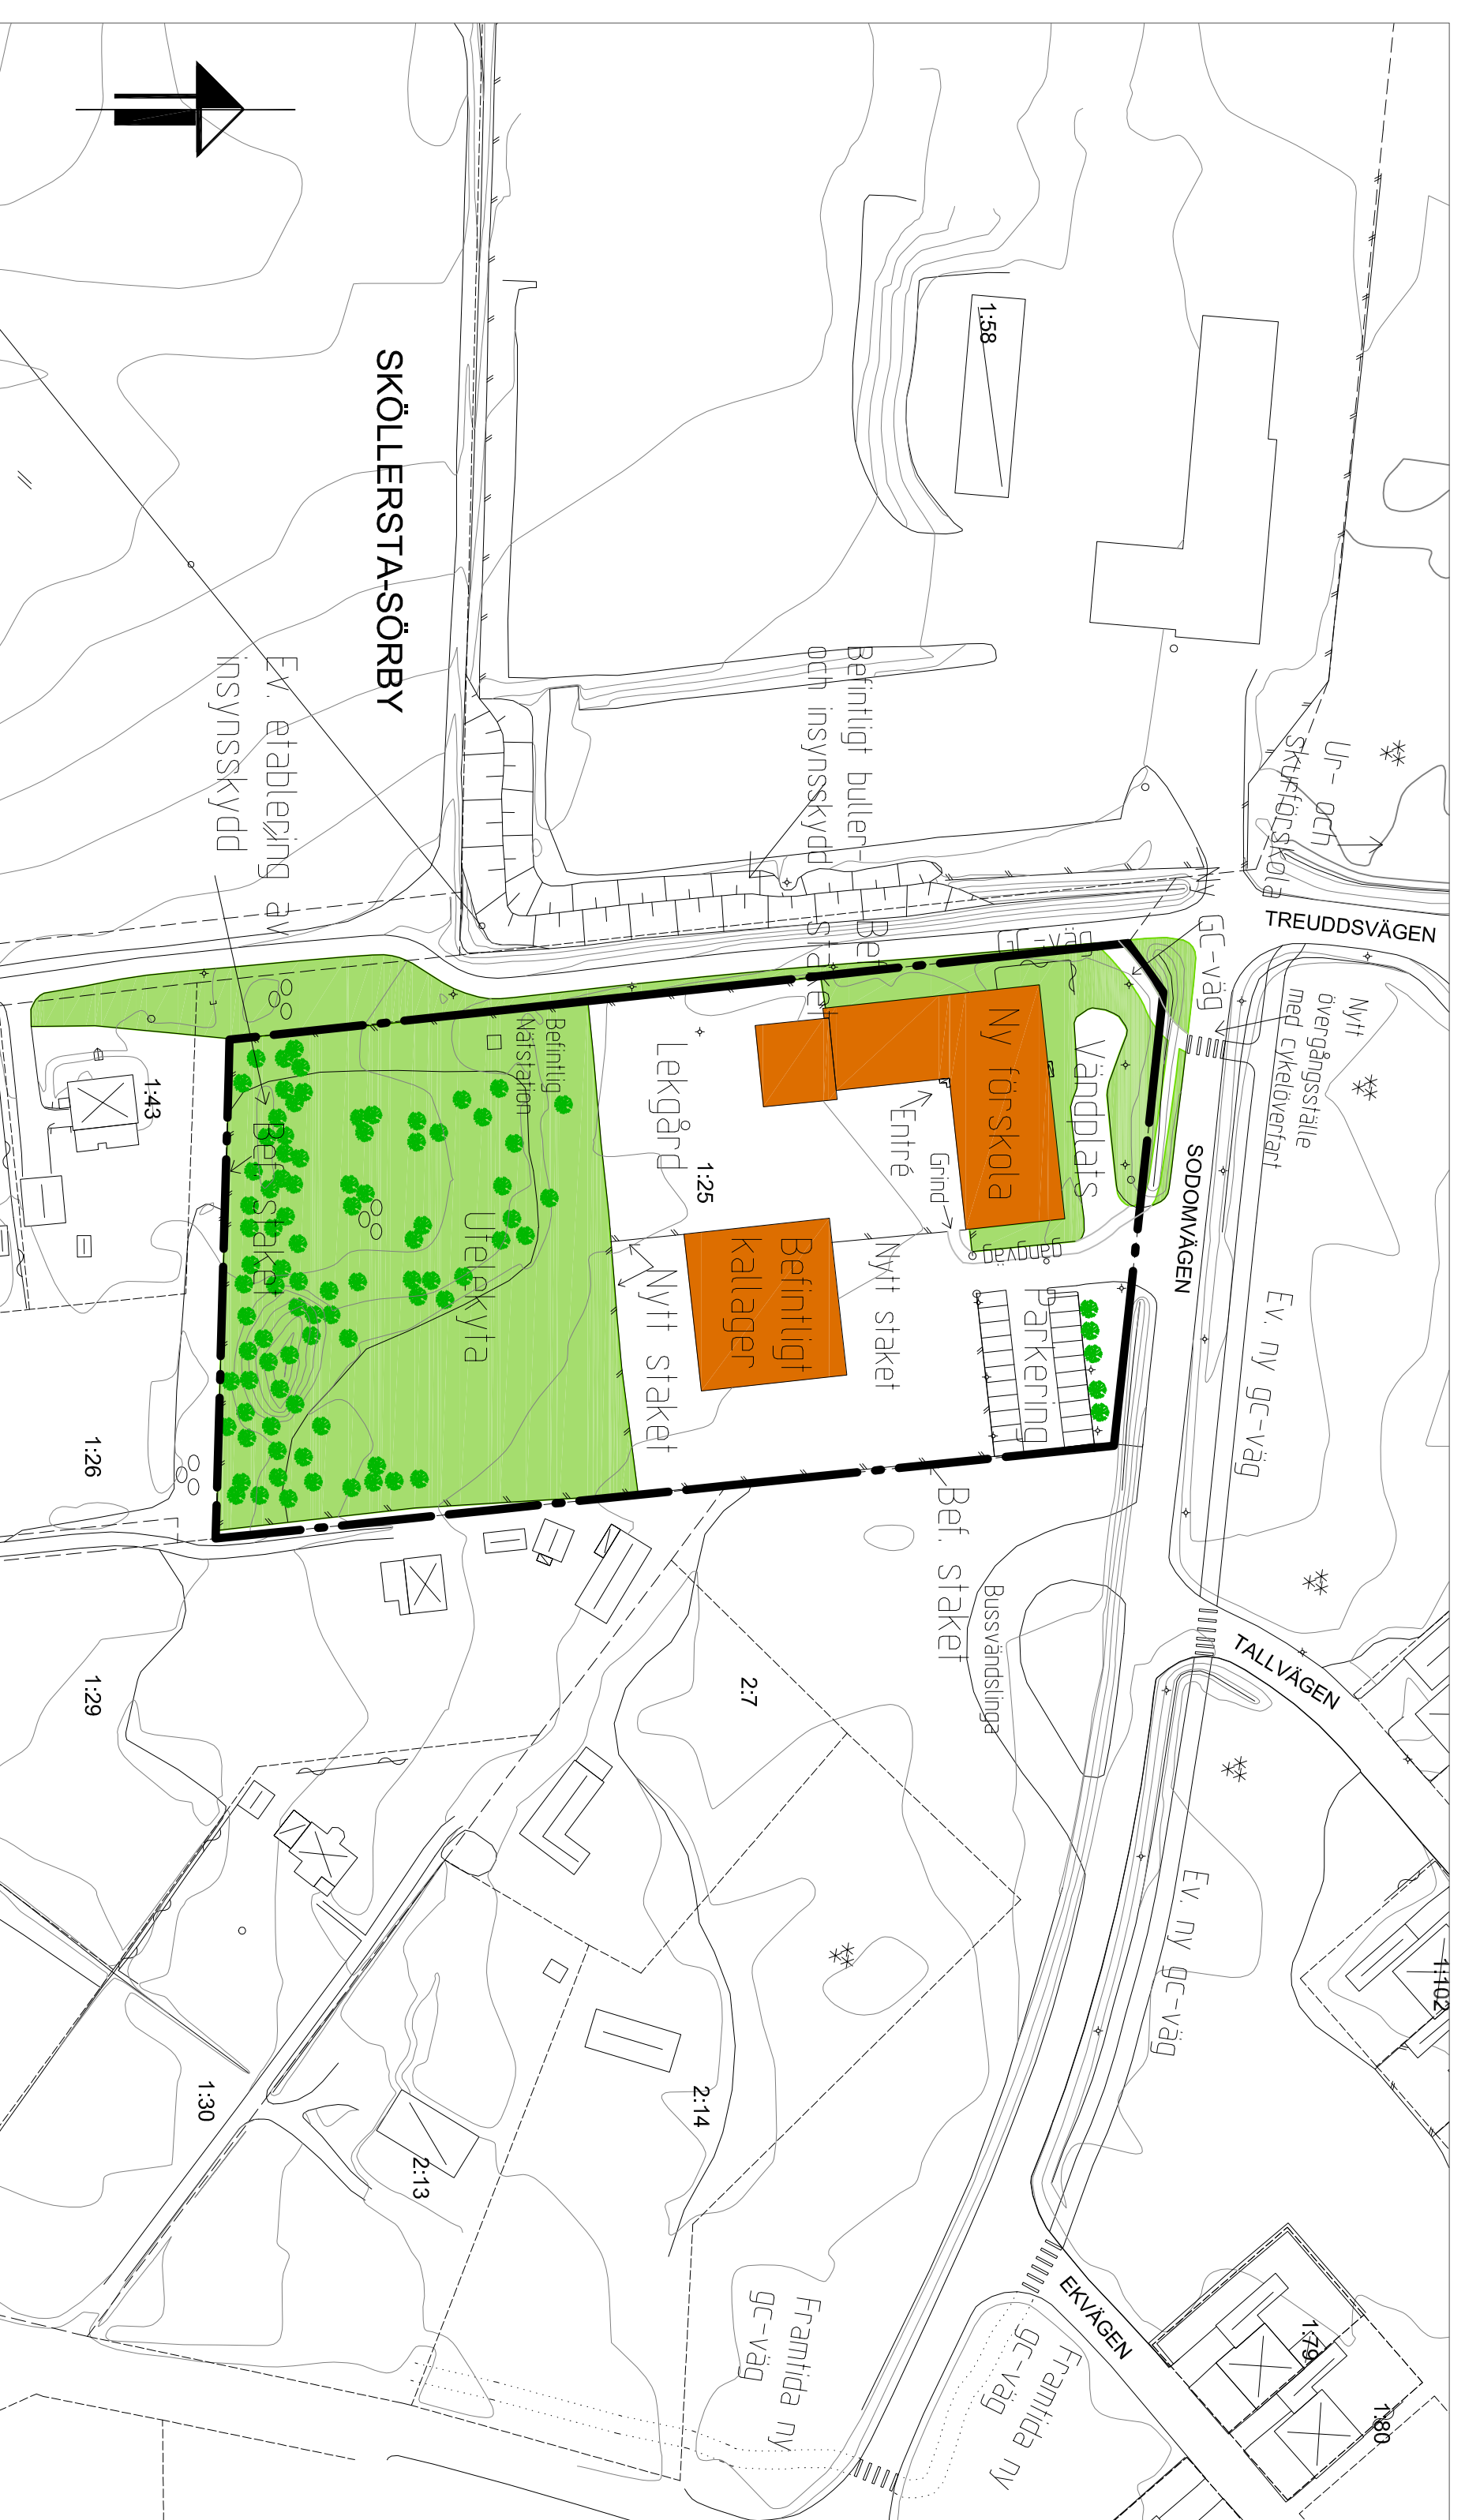 SKÖLLERSTA-SÖRBY
1:58
Ur- och
Skurförskola
TREUDDSVÄGEN
Befintligt buller-
och insynsskydd
Ev. etablering av
insynsskydd
Bef.
Staket
GC-väg
GC-väg
Nytt
övergångsställe
med cykelöverfart
SODOMVÄGEN
Vändplats
Ny förskola
Entré
Grind
gångväg
Lekgård
1:25
Befintlig
Nätstation
1:43
Bef. staket
Utelekyta
Nytt staket
Befintligt
kallager
Nytt staket
Parkering
Ev. ny gc-väg
1:26
Bef. staket
Bussvändslinga
TALLVÄGEN
1:29
2:7
Ev. ny gc-väg
1:102
1:30
2:13
2:14
EKVÄGEN
Framtida ny
gc-väg
Framtida ny
gc-väg
1:79
1:80